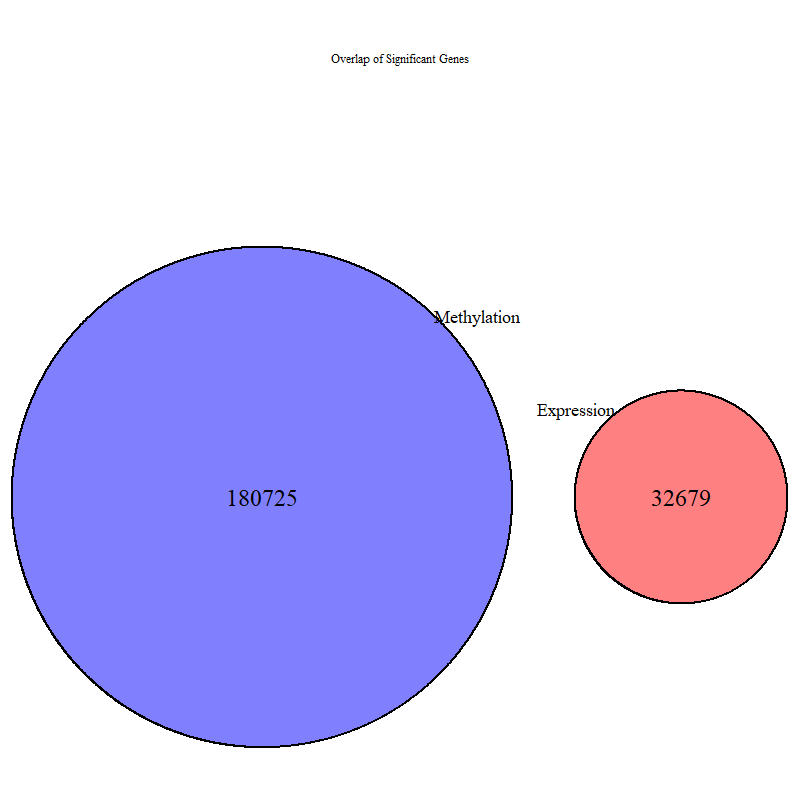 Overlap of Significant Genes
Methylation
Expression
180725
32679